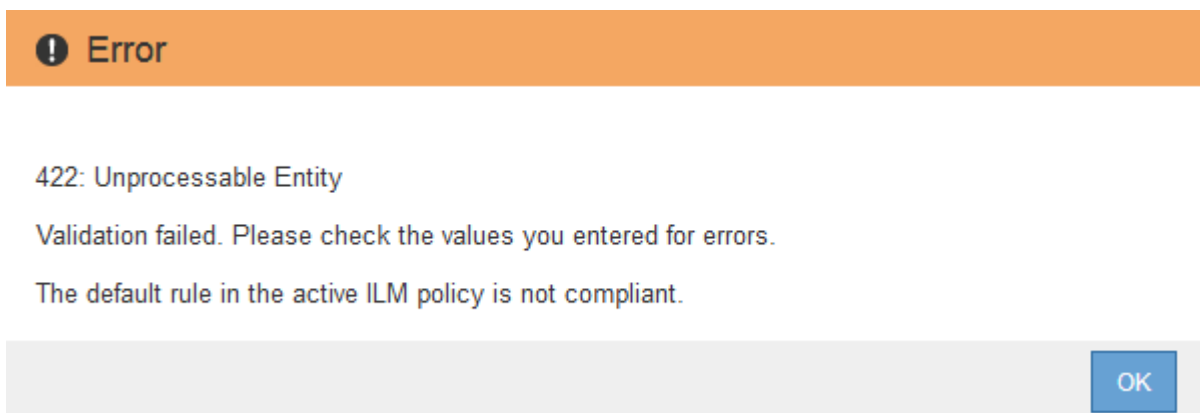 Error
422: Unprocessable Entity
Validation failed. Please check the values you entered for errors.
The default rule in the active ILM policy is not compliant.
OK